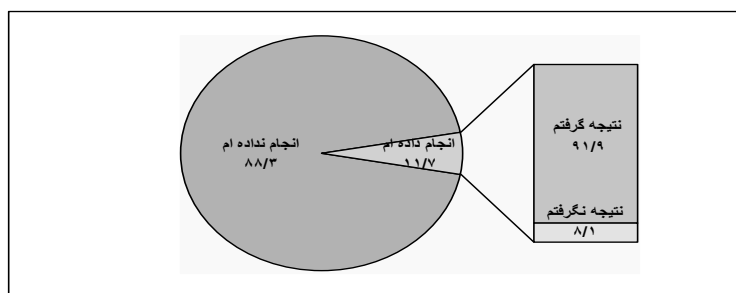 انجام نداده ام
۸۸/۳
انجام داده ام
۱۱/۷
نتیجه گرفتم
۹۱/۹
نتیجه نگرفتم
۸/۱